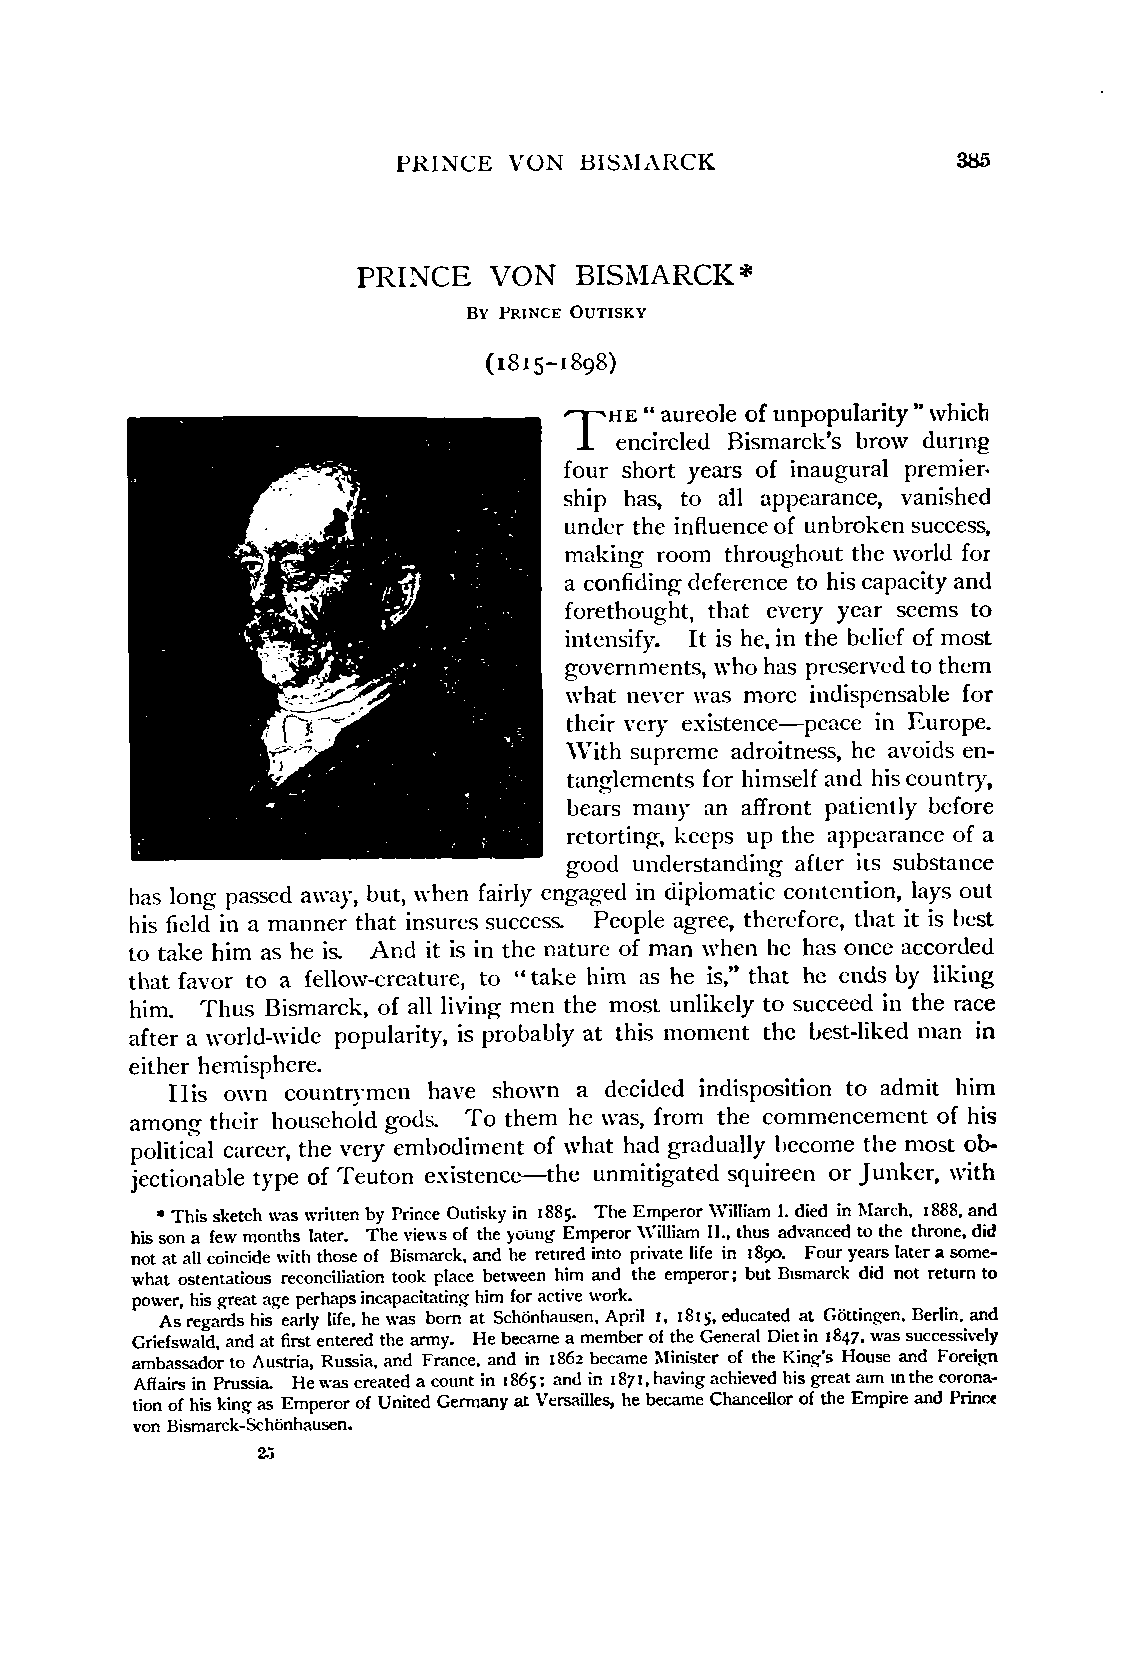 PRINCE VON BISMARCK 385
PRINCE VON BISMARCK*
BY PRINCE OUTISKY
(1815-1898)
THE “ aureole of unpopularity ” which
encircled Bismarck's brow during
four short years of inaugural premier-
ship has, to all appearance, vanished
under the influence of unbroken success,
making room throughout the world for
a confiding deference to his capacity and
forethought, that every year seems to
intensify. It is he, in the belief of most
governments, who has preserved to them
what never was more indispensable for
their very existence—peace in Europe.
With supreme adroitness, he avoids en-
tanglements for himself and his country,
bears many an affront patiently before
retorting, keeps up the appearance of a
good understanding after its substance
has long passed away, but, when fairly engaged in diplomatic contention, lays out
his field in a manner that insures success. People agree, therefore, that it is best
to take him as he is. And it is in the nature of man when he has once accorded
that favor to a fellow-creature, to “take him as he is,” that he ends by liking
him. Thus Bismarck, of all living men the most unlikely to succeed in the race
after a world-wide popularity, is probably at this moment the best-liked man in
either hemisphere.
His own countrymen have shown a decided indisposition to admit him
among their household gods. To them he was, from the commencement of his
political career, the very embodiment of what had gradually become the most ob-
jectionable type of Teuton existence—the unmitigated squireen or Junker, with
* This sketch was written by Prince Outisky in 1885. The Emperor William I. died in March, 1888, and
his son a few months later. The views of the young Emperor William II., thus advanced to the throne, did
not at all coincide with those of Bismarck, and he retired into private life in 1890. Four years later a some-
what ostentatious reconciliation took place between him and the emperor; but Bismarck did not return to
power, his great age perhaps incapacitating him for active work.
As regards his early life, he was born at Schönhausen, April 1, 1815, educated at Göttingen, Berlin, and
Griefswald, and at first entered the army. He became a member of the General Diet in 1847, was successively
ambassador to Austria, Russia, and France, and in 1862 became Minister of the King's House and Foreign
Affairs in Prussia. He was created a count in 1865; and in 1871, having achieved his great aim in the corona-
tion of his king as Emperor of United Germany at Versailles, he became Chancellor of the Empire and Prince
von Bismarck-Schönhausen.
25